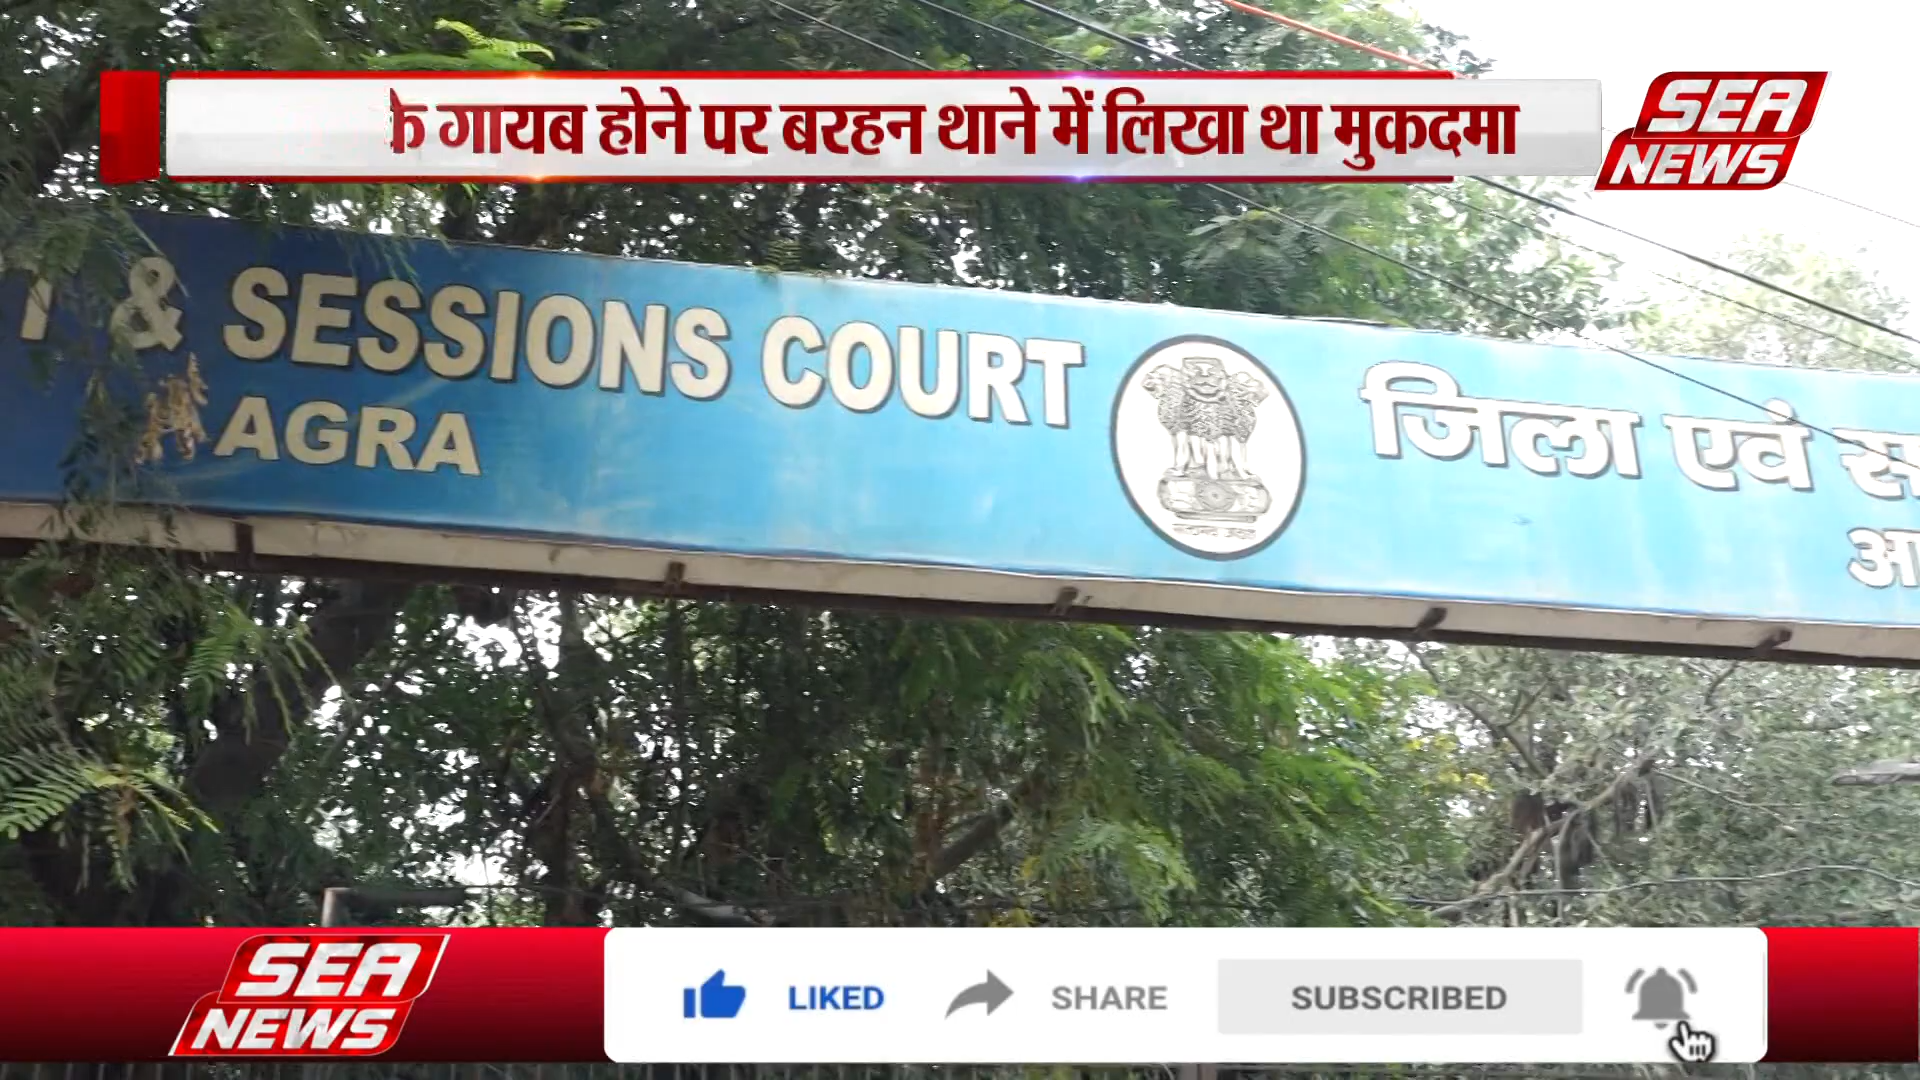 के गायब होने पर बरहन थाने में लिखा था मुकदमा
SEA
NEWS
& SESSIONS COURT
AGRA
जिला एवं
SEA
NEWS
LIKED
SHARE
SUBSCRIBED